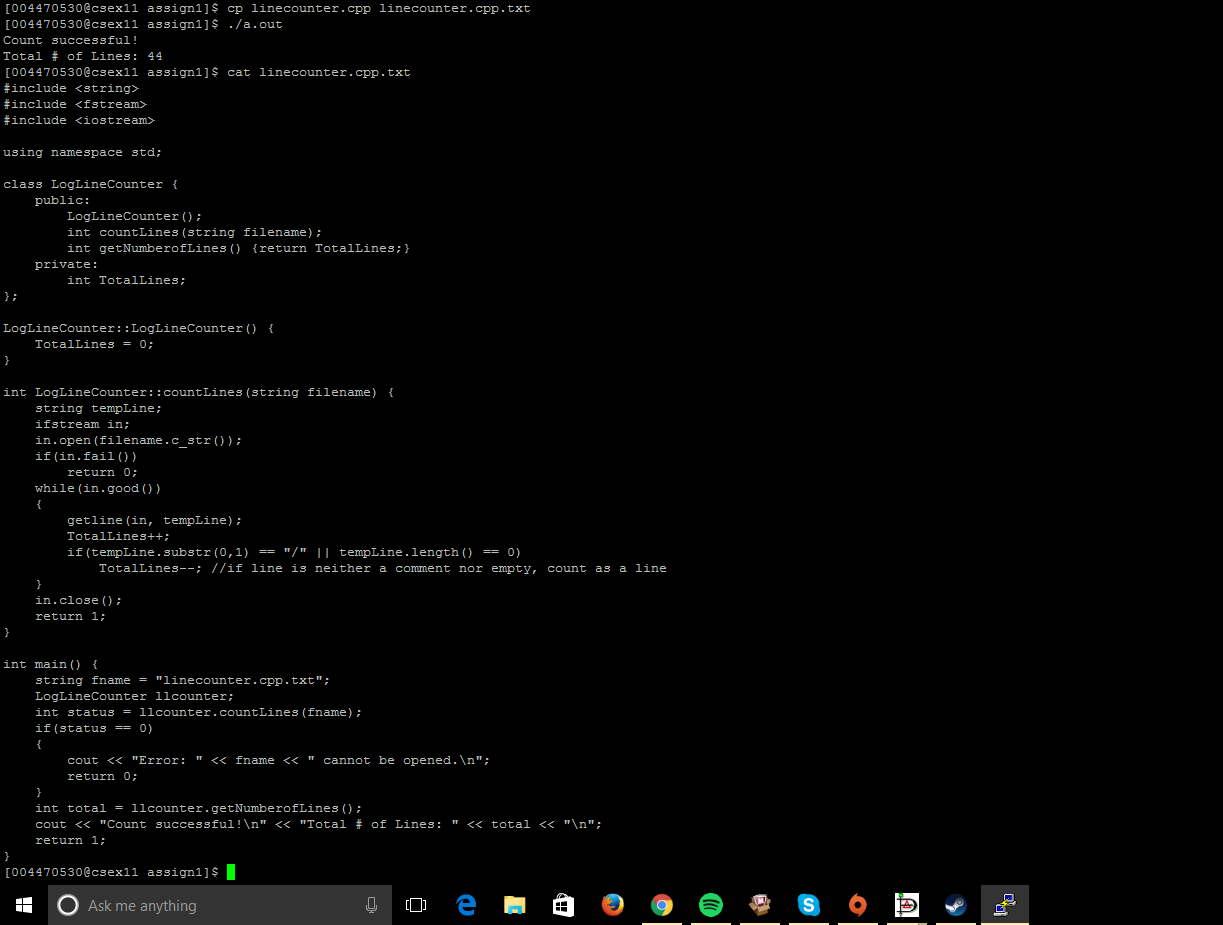 [004470530@csex11 assign1]$ cp linecounter.cpp linecounter.cpp.txt
[004470530@csex11 assign1]$ ./a.out
Count successful!
Total # of Lines: 44
[004470530@csex11 assign1]$ cat linecounter.cpp.txt
#include <string>
#include <fstream>
#include <iostream>

using namespace std;

class LogLineCounter {
    public:
        LogLineCounter();
        int countLines(string filename);
        int getNumberofLines() {return TotalLines;}
    private:
        int TotalLines;
};

LogLineCounter::LogLineCounter() {
    TotalLines = 0;
}

int LogLineCounter::countLines(string filename) {
    string tempLine;
    ifstream in;
    in.open(filename.c_str());
    if(in.fail())
        return 0;
    while(in.good())
    {
        getline(in, tempLine);
        TotalLines++;
        if(tempLine.substr(0,1) == "/" || tempLine.length() == 0)
            TotalLines--; //if line is neither a comment nor empty, count as a line
    }
    in.close();
    return 1;
}

int main() {
    string fname = "linecounter.cpp.txt";
    LogLineCounter llcounter;
    int status = llcounter.countLines(fname);
    if(status == 0)
    {
        cout << "Error: " << fname << " cannot be opened.\n";
        return 0;
    }
    int total = llcounter.getNumberofLines();
    cout << "Count successful!\n" << "Total # of Lines: " << total << "\n";
    return 1;
}
[004470530@csex11 assign1]$
Ask me anything